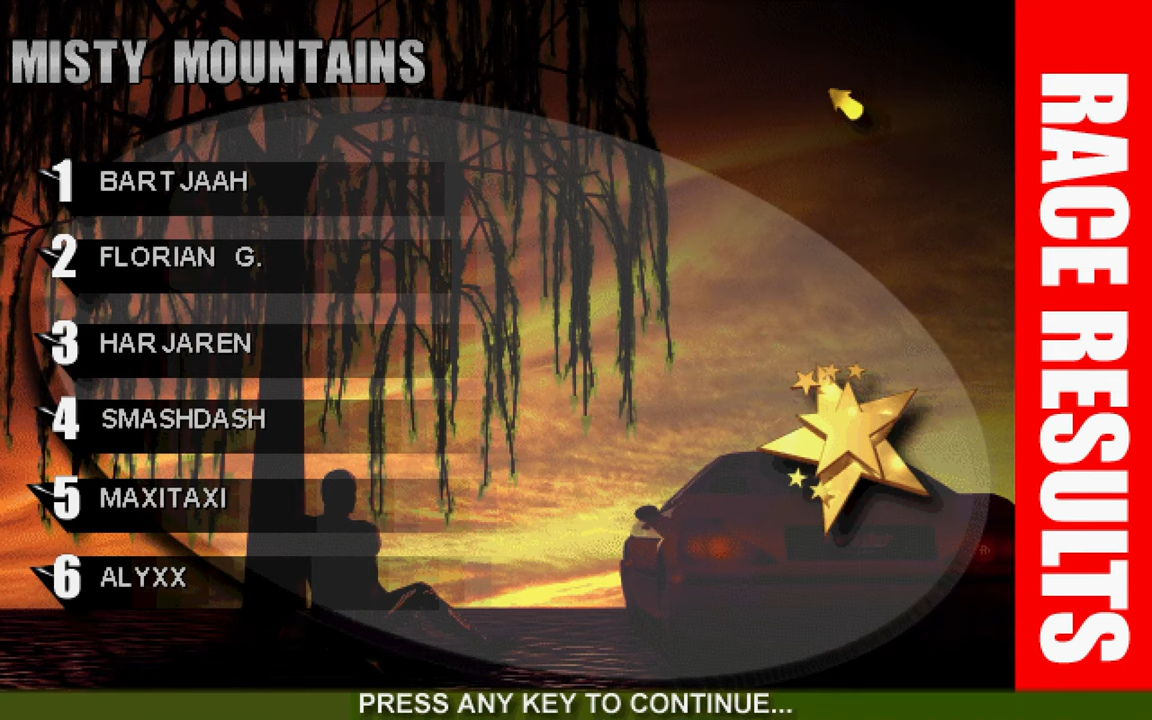 MISTY MOUNTAINS
1 BARTJAAH
2 FLORIAN G.
3 HARJAREN
4 SMASHDASH
5 MAXITAXI
6 ALYXX
RACE RESULTS
PRESS ANY KEY TO CONTINUE...